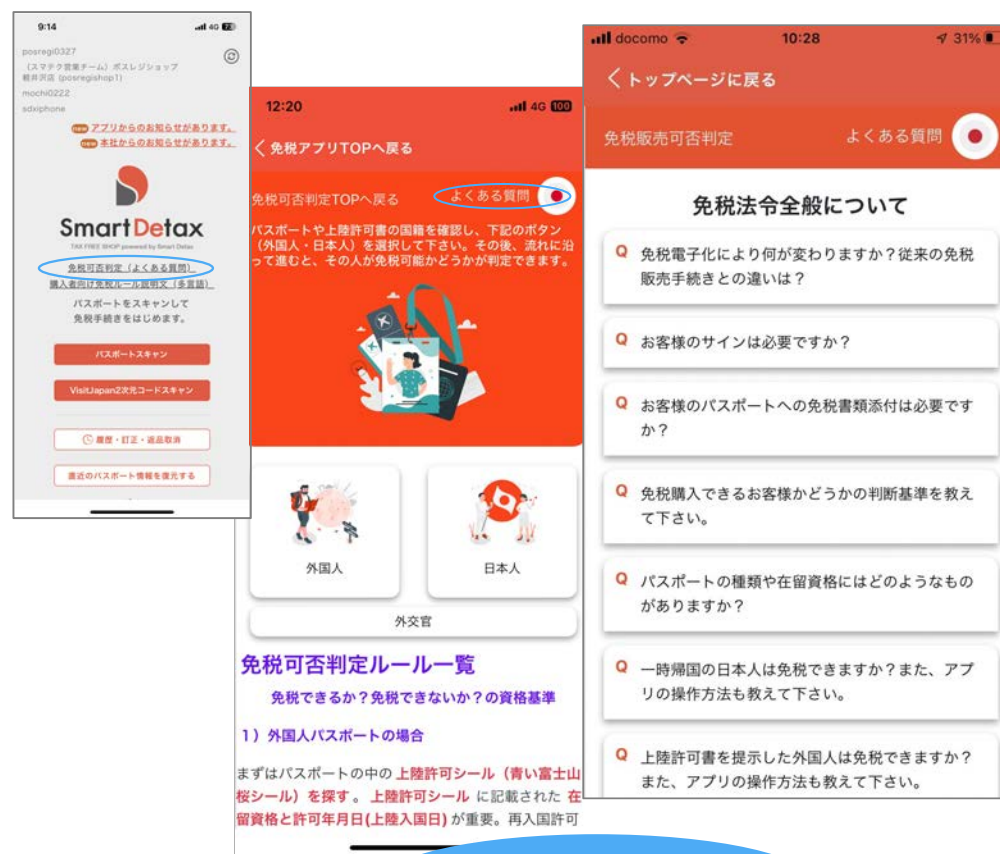 9:14
4G 73
posregi0327
（スマテク営業チーム）ポスレジショップ
軽井沢店 (posregishop1)
mochi0222
sdxiphone
new アプリからのお知らせがあります。
new 本社からのお知らせがあります。
SmartDetax
TAX FREE SHOP powered by Smart Detax
免税可否判定（よくある質問）
購入者向け免税ルール説明文（多言語）
パスポートをスキャンして
免税手続きをはじめます。
パスポートスキャン
VisitJapan2次元コードスキャン
履歴・訂正・返品取消
直近のパスポート情報を復元する
12:20
4G 100
免税アプリTOPへ戻る
免税可否判定TOPへ戻る
よくある質問
パスポートや上陸許可書の国籍を確認し、下記のボタン
（外国人・日本人）を選択して下さい。その後、流れに沿
って進むと、その人が免税可能かどうかが判定できます。
外国人
日本人
外交官
免税可否判定ルール一覧
免税できるか？免税できないか？の資格基準
1）外国人パスポートの場合
まずはパスポートの中の 上陸許可シール（青い富士山
桜シール）を探す。上陸許可シール に記載された 在
留資格と許可年月日(上陸入国日) が重要。再入国許可
docomo
10:28
31%
トップページに戻る
免税販売可否判定
よくある質問
免税法令全般について
Q 免税電子化により何が変わりますか？従来の免税
販売手続きとの違いは？
Q お客様のサインは必要ですか？
Q お客様のパスポートへの免税書類添付は必要です
か？
Q 免税購入できるお客様かどうかの判断基準を教え
て下さい。
Q パスポートの種類や在留資格にはどのようなもの
がありますか？
Q 一時帰国の日本人は免税できますか？また、アプ
リの操作方法も教えて下さい。
Q 上陸許可書を提示した外国人は免税できますか？
また、アプリの操作方法も教えて下さい。